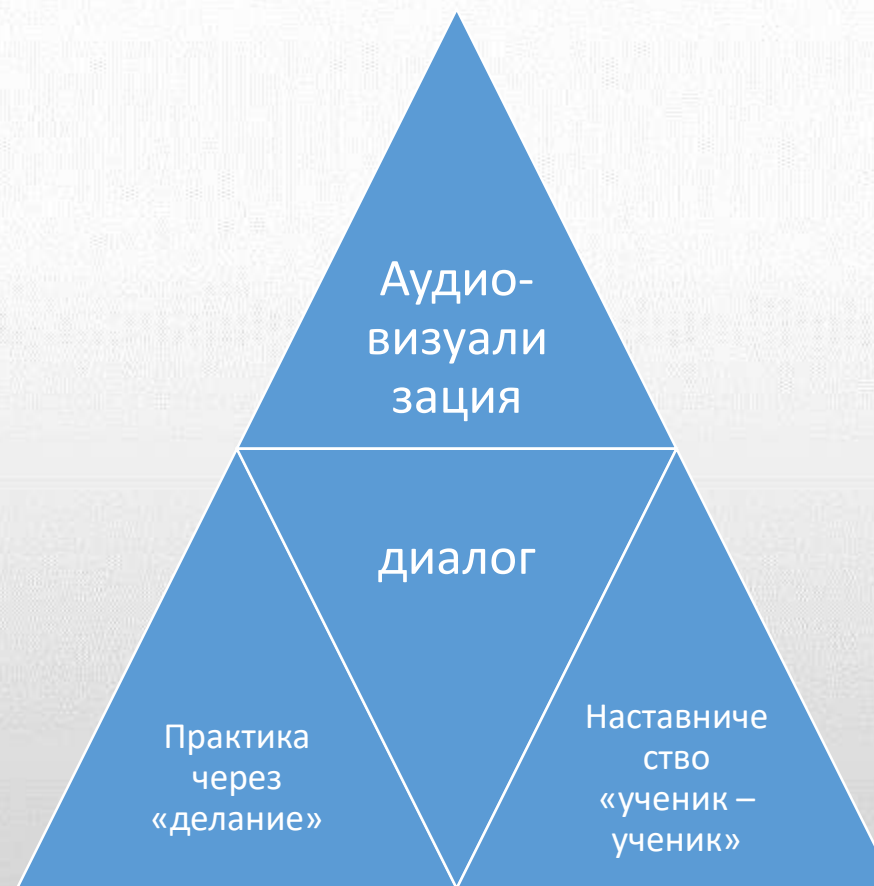 Аудио-
визуали
зация
диалог
Практика
через
«делание»
Наставниче
ство
«ученик –
ученик»